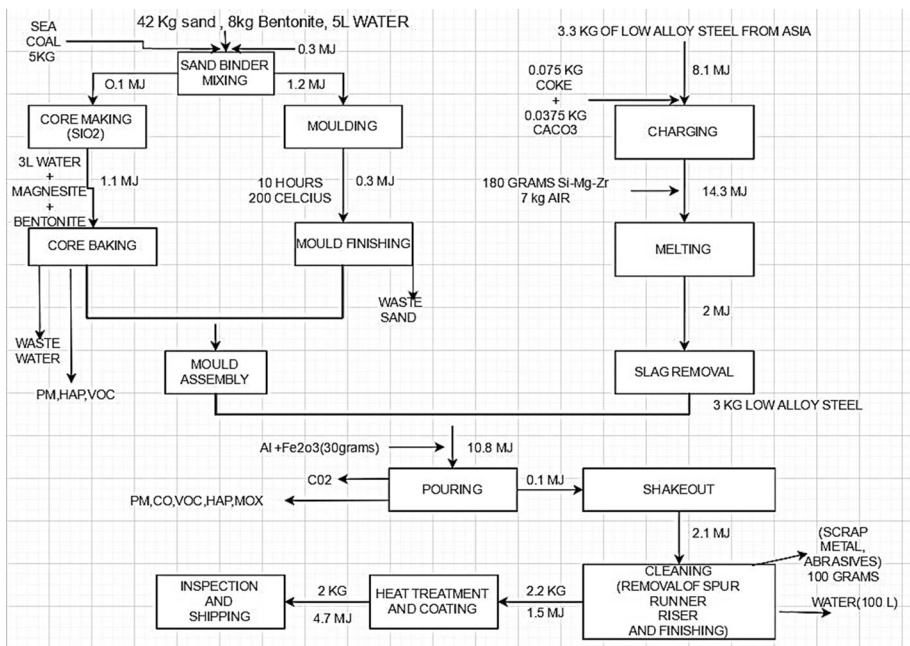 42 Kg sand , 8kg Bentonite, 5L WATER
SEA
COAL
5KG
0.3 MJ
SAND BINDER
MIXING
O.1 MJ
1.2 MJ
CORE MAKING
(SIO2)
MOULDING
3L WATER
+
MAGNESITE
+
BENTONITE
1.1 MJ
10 HOURS
200 CELCIUS
0.3 MJ
CORE BAKING
MOULD FINISHING
WASTE
SAND
WASTE
WATER
PM,HAP,VOC
MOULD
ASSEMBLY
3.3 KG OF LOW ALLOY STEEL FROM ASIA
8.1 MJ
0.075 KG
COKE
+
0.0375 KG
CACO3
CHARGING
180 GRAMS Si-Mg-Zr
7 kg AIR
14.3 MJ
MELTING
2 MJ
SLAG REMOVAL
3 KG LOW ALLOY STEEL
Al +Fe2o3(30grams)
10.8 MJ
C02
PM,CO,VOC,HAP,MOX
POURING
0.1 MJ
SHAKEOUT
2.1 MJ
CLEANING
(REMOVALOF SPUR
RUNNER
RISER
AND FINISHING)
(SCRAP
METAL,
ABRASIVES)
100 GRAMS
WATER(100 L)
2.2 KG
1.5 MJ
HEAT TREATMENT
AND COATING
2 KG
4.7 MJ
INSPECTION
AND
SHIPPING